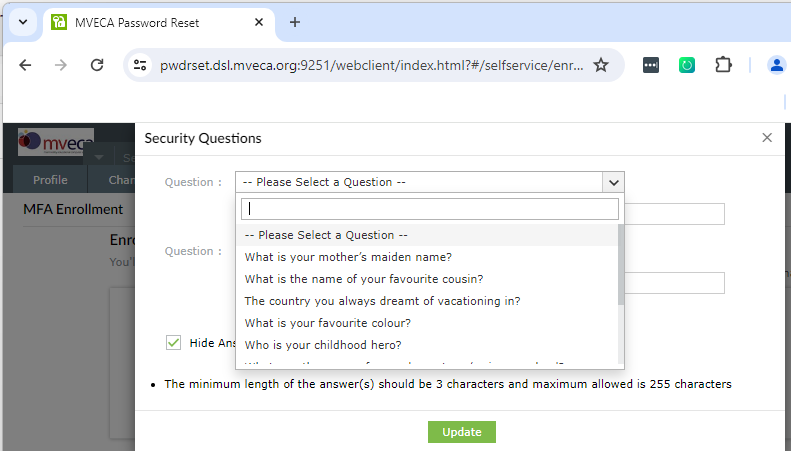 MVECA Password Reset
pwdrset.dsl.mveca.org:9251/webclient/index.html?#/selfservice/enr...
mveca
Security Questions
Profile
Chan
Question :
-- Please Select a Question --
MFA Enrollment
-- Please Select a Question --
Enro
Question :
What is your mother's maiden name?
You'l
What is the name of your favourite cousin?
The country you always dreamt of vacationing in?
What is your favourite colour?
Hide Ans
Who is your childhood hero?
• The minimum length of the answer(s) should be 3 characters and maximum allowed is 255 characters
Update